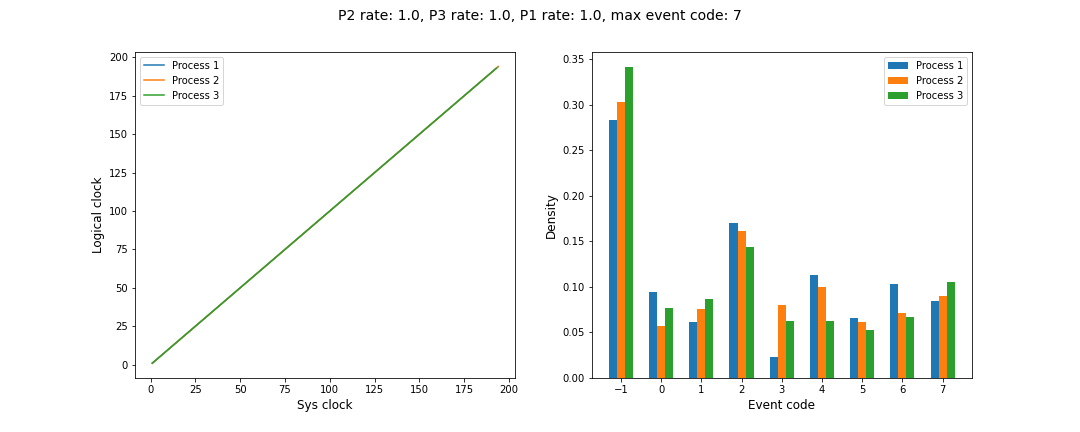 P2 rate: 1.0, P3 rate: 1.0, P1 rate: 1.0, max event code: 7
Process 1
Process 2
Process 3
200
175
150
125
100
75
50
25
0
Logical clock
0 25 50 75 100 125 150 175 200
Sys clock
Process 1
Process 2
Process 3
0.35
0.30
0.25
0.20
0.15
0.10
0.05
0.00
Density
−1 0 1 2 3 4 5 6 7
Event code